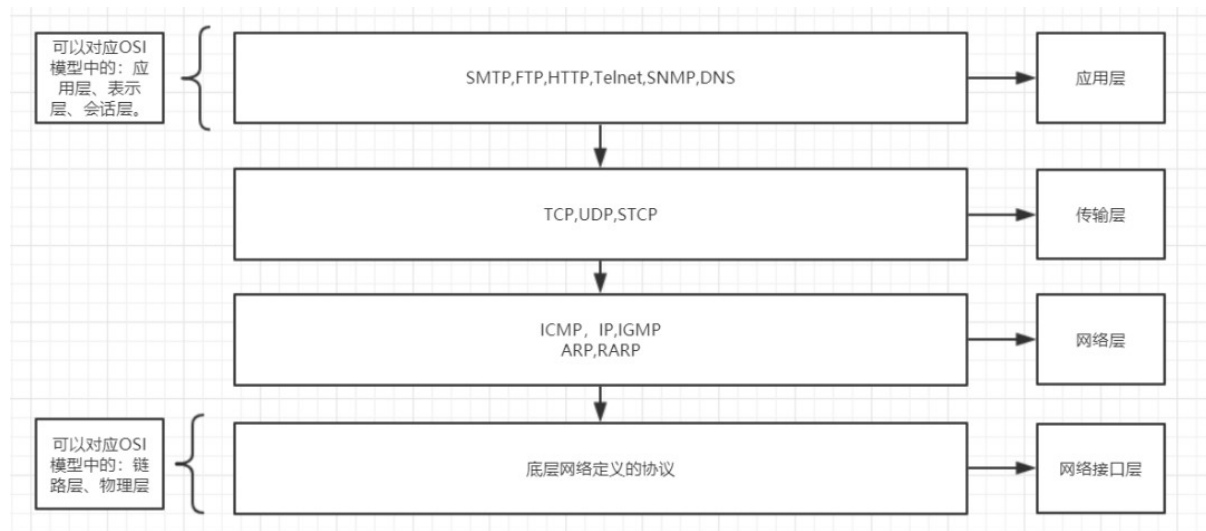 可以对应OSI
模型中的：应
用层、表示
层、会话层。
SMTP,FTP,HTTP,Telnet,SNMP,DNS
应用层
TCP,UDP,STCP
传输层
ICMP，IP,IGMP
ARP,RARP
网络层
可以对应OSI
模型中的：链
路层、物理层
底层网络定义的协议
网络接口层